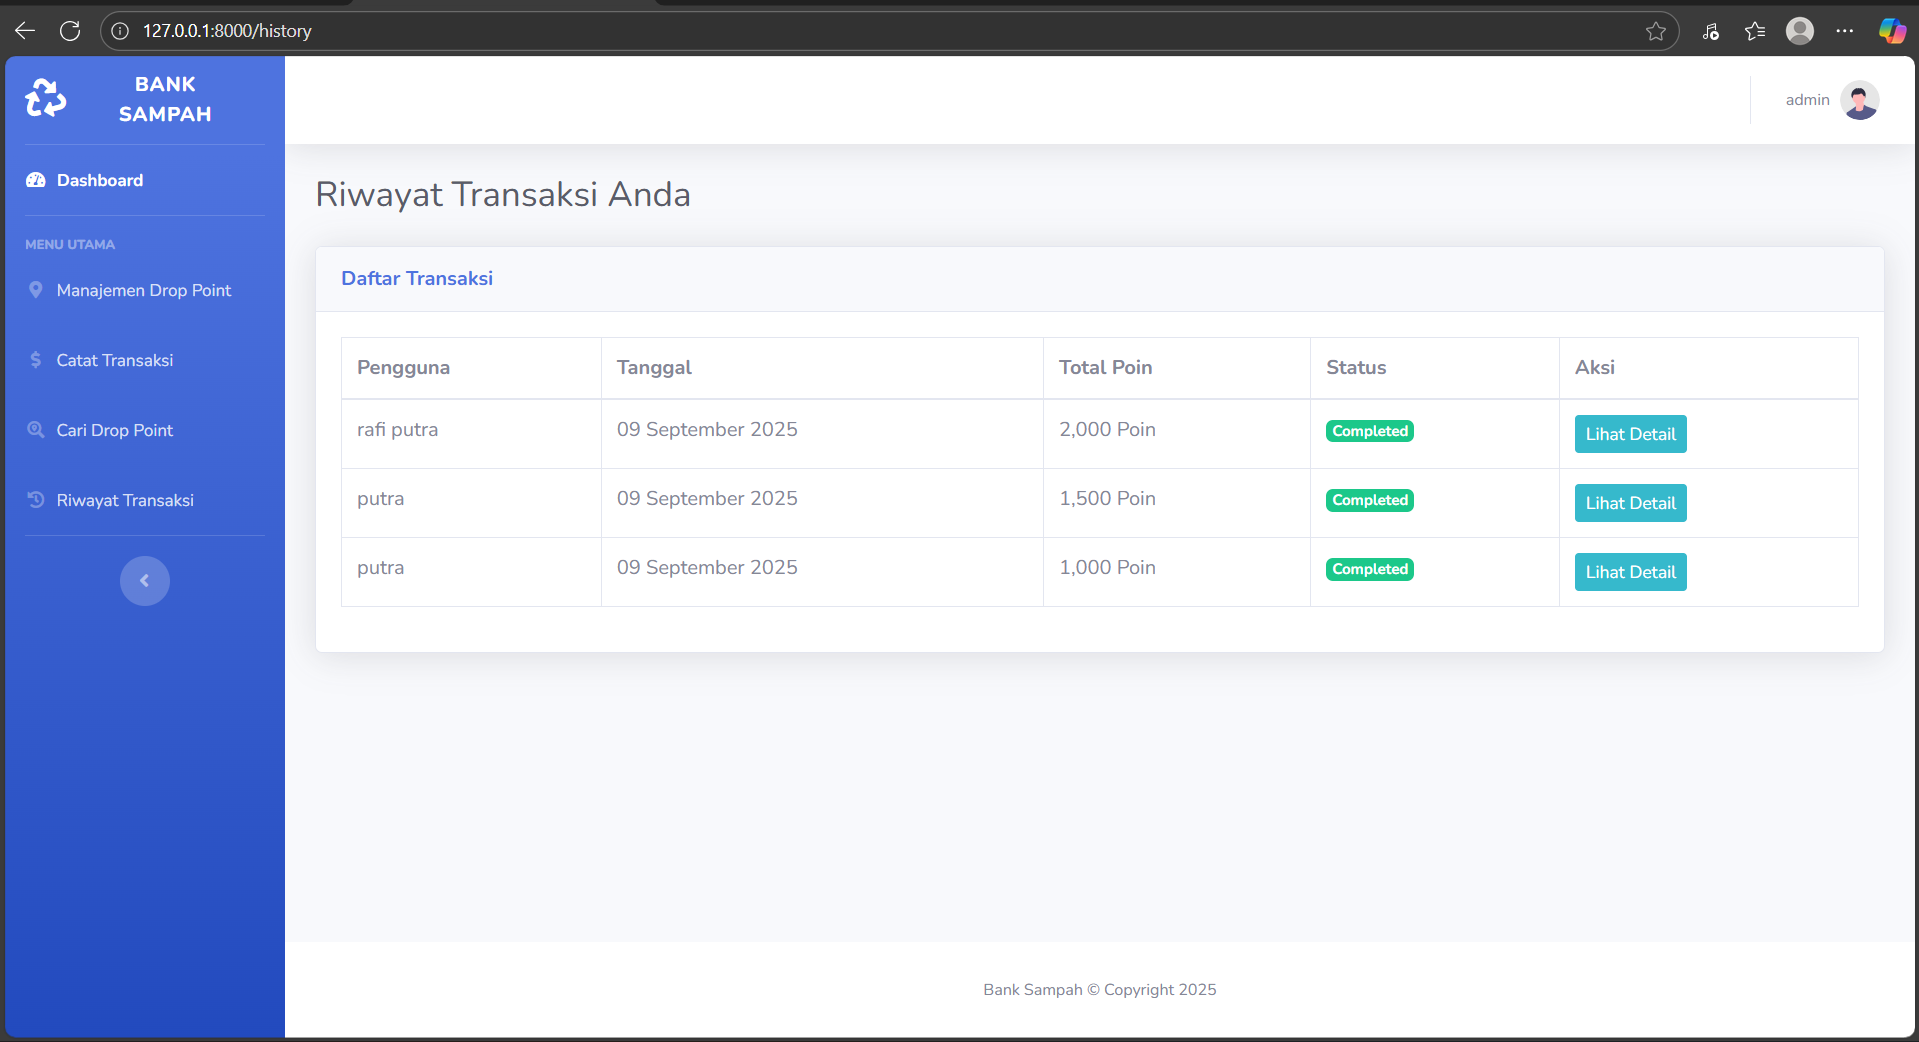 127.0.0.1:8000/history
BANK
SAMPAH
admin
Dashboard
MENU UTAMA
Manajemen Drop Point
Catat Transaksi
Cari Drop Point
Riwayat Transaksi
Riwayat Transaksi Anda
Daftar Transaksi
Pengguna Tanggal Total Poin Status Aksi
rafi putra 09 September 2025 2,000 Poin Completed Lihat Detail
putra 09 September 2025 1,500 Poin Completed Lihat Detail
putra 09 September 2025 1,000 Poin Completed Lihat Detail
Bank Sampah © Copyright 2025